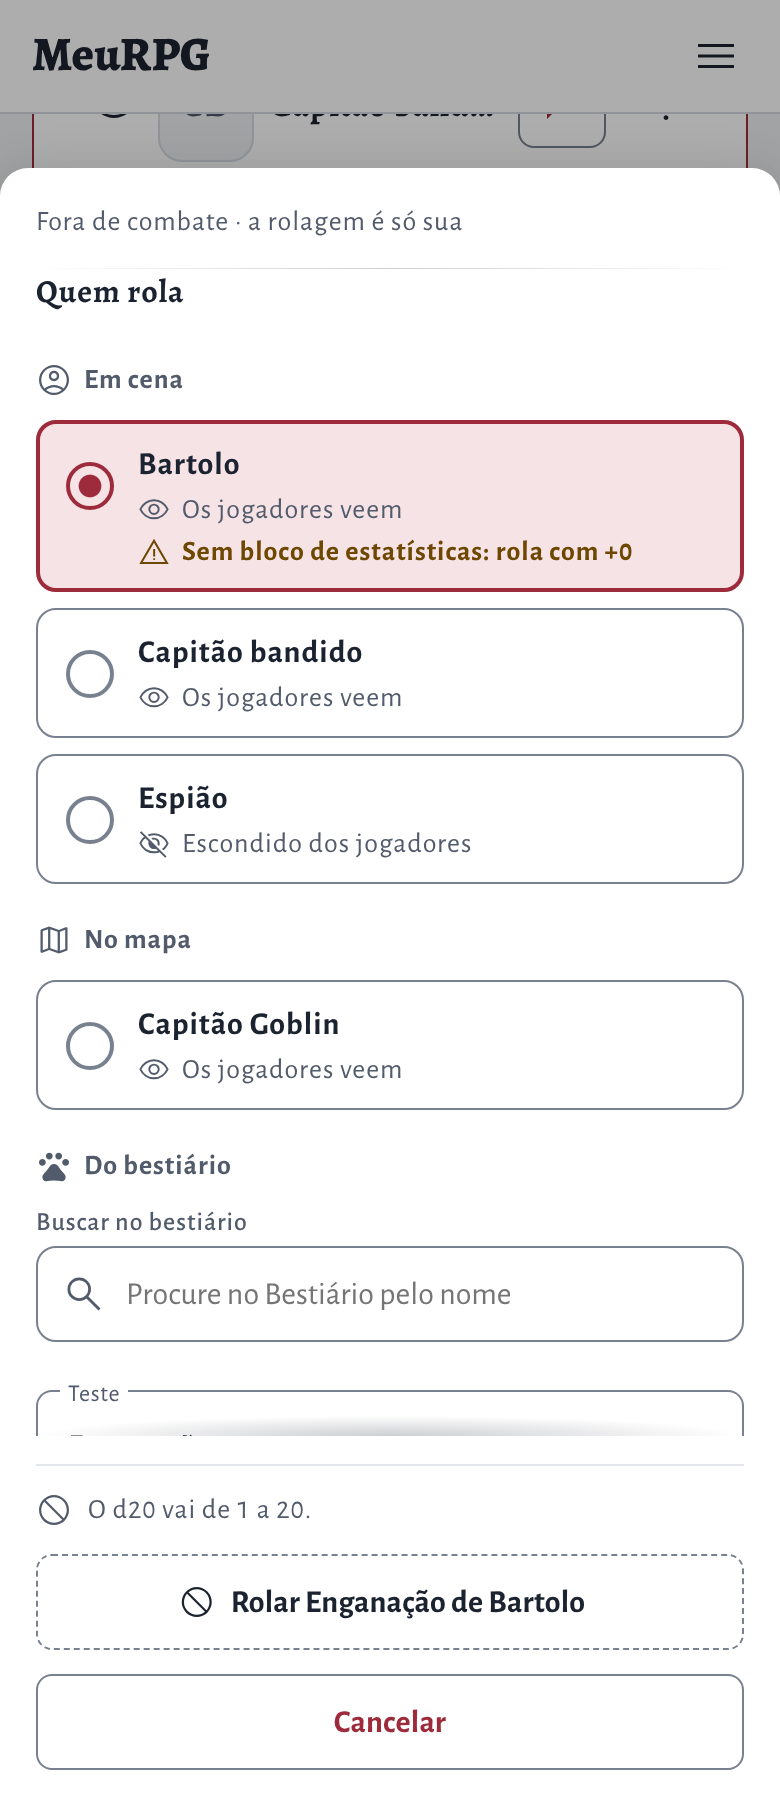 MeuRPG
Fora de combate · a rolagem é só sua
Quem rola
Em cena
Bartolo
Os jogadores veem
Sem bloco de estatísticas: rola com +0
Capitão bandido
Os jogadores veem
Espião
Escondido dos jogadores
No mapa
Capitão Goblin
Os jogadores veem
Do bestiário
Buscar no bestiário
Procure no Bestiário pelo nome
Teste
O d20 vai de 1 a 20.
Rolar Enganação de Bartolo
Cancelar